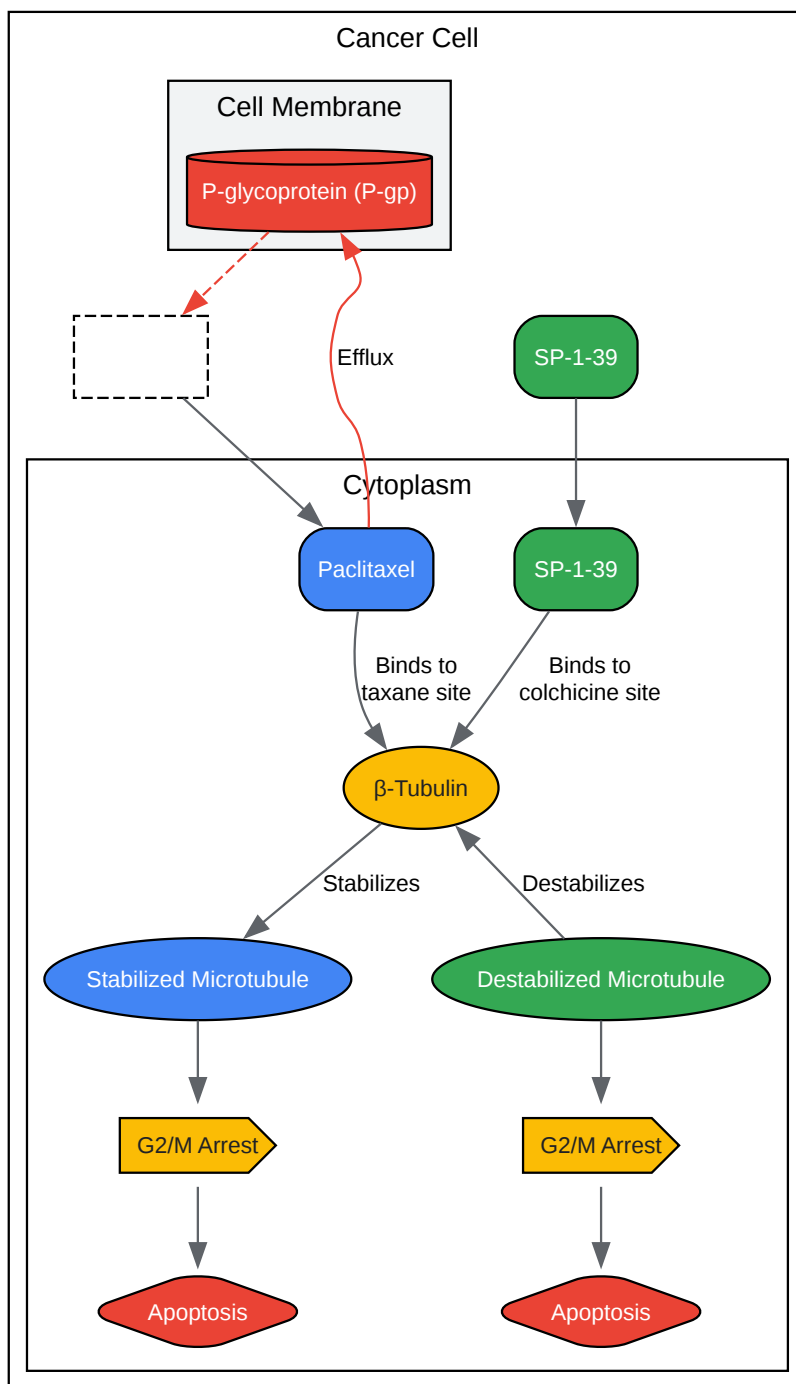 Cancer Cell
Cell Membrane
P-glycoprotein (P-gp)
Efflux
SP-1-39
Cytoplasm
Paclitaxel
SP-1-39
Binds to
taxane site
Binds to
colchicine site
β-Tubulin
Stabilizes
Destabilizes
Stabilized Microtubule
Destabilized Microtubule
G2/M Arrest
G2/M Arrest
Apoptosis
Apoptosis